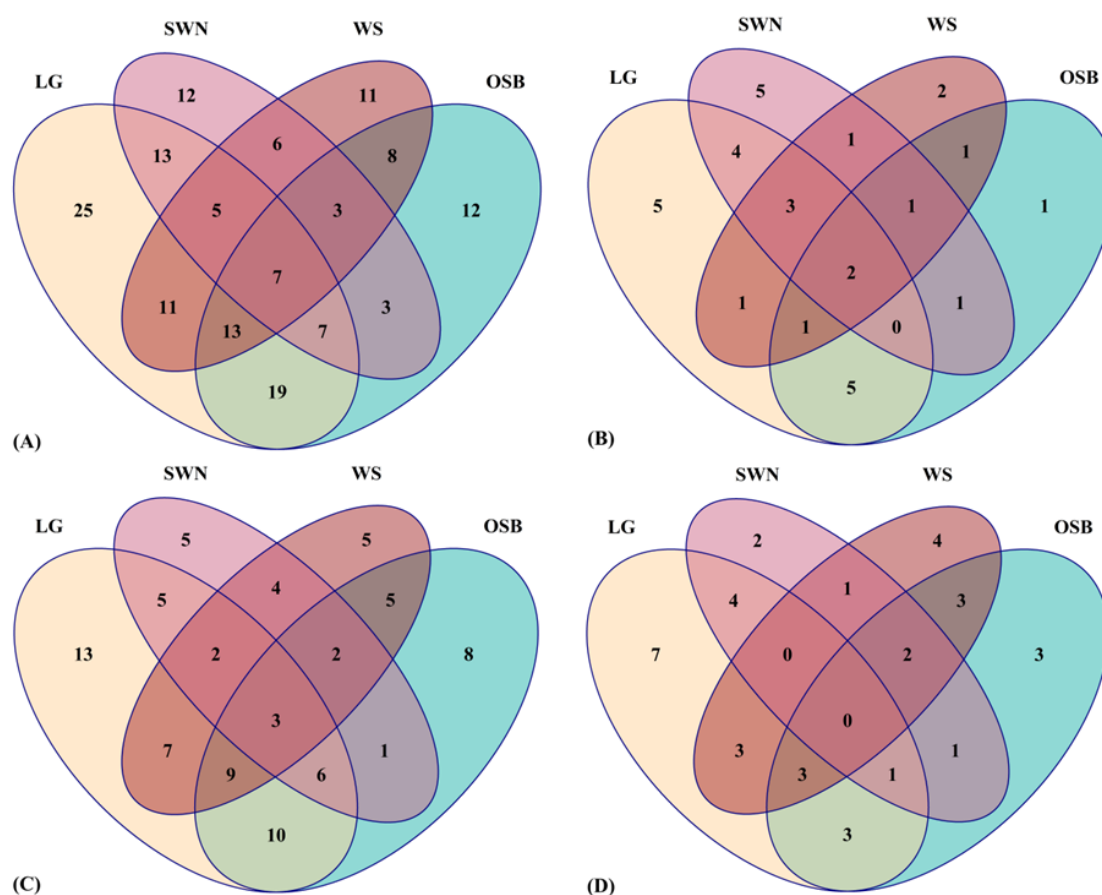 SWN WS
LG OSB
12 11
13 6 8
25 5 3 12
7
11 13 7 3
19
(A)
SWN WS
LG OSB
5 2
4 1 1
5 3 1 1
2
1 1 0 1
5
(B)
SWN WS
LG OSB
5 5
5 4 5
13 2 2 8
3
7 9 6 1
10
(C)
SWN WS
LG OSB
2 4
4 1 3
7 0 2 3
0
3 3 1 1
3
(D)